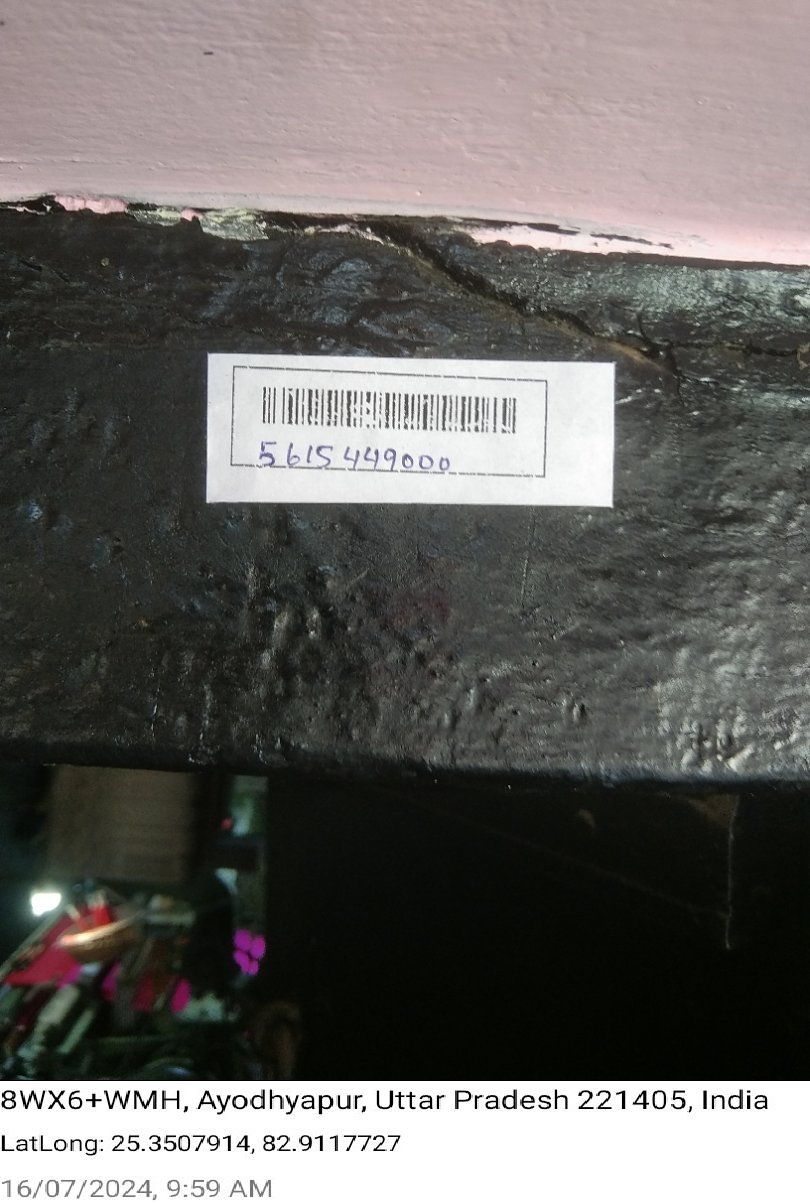 5615449000
8WX6+WMH, Ayodhyapur, Uttar Pradesh 221405, India
LatLong: 25.3507914, 82.9117727
16/07/2024, 9:59 AM